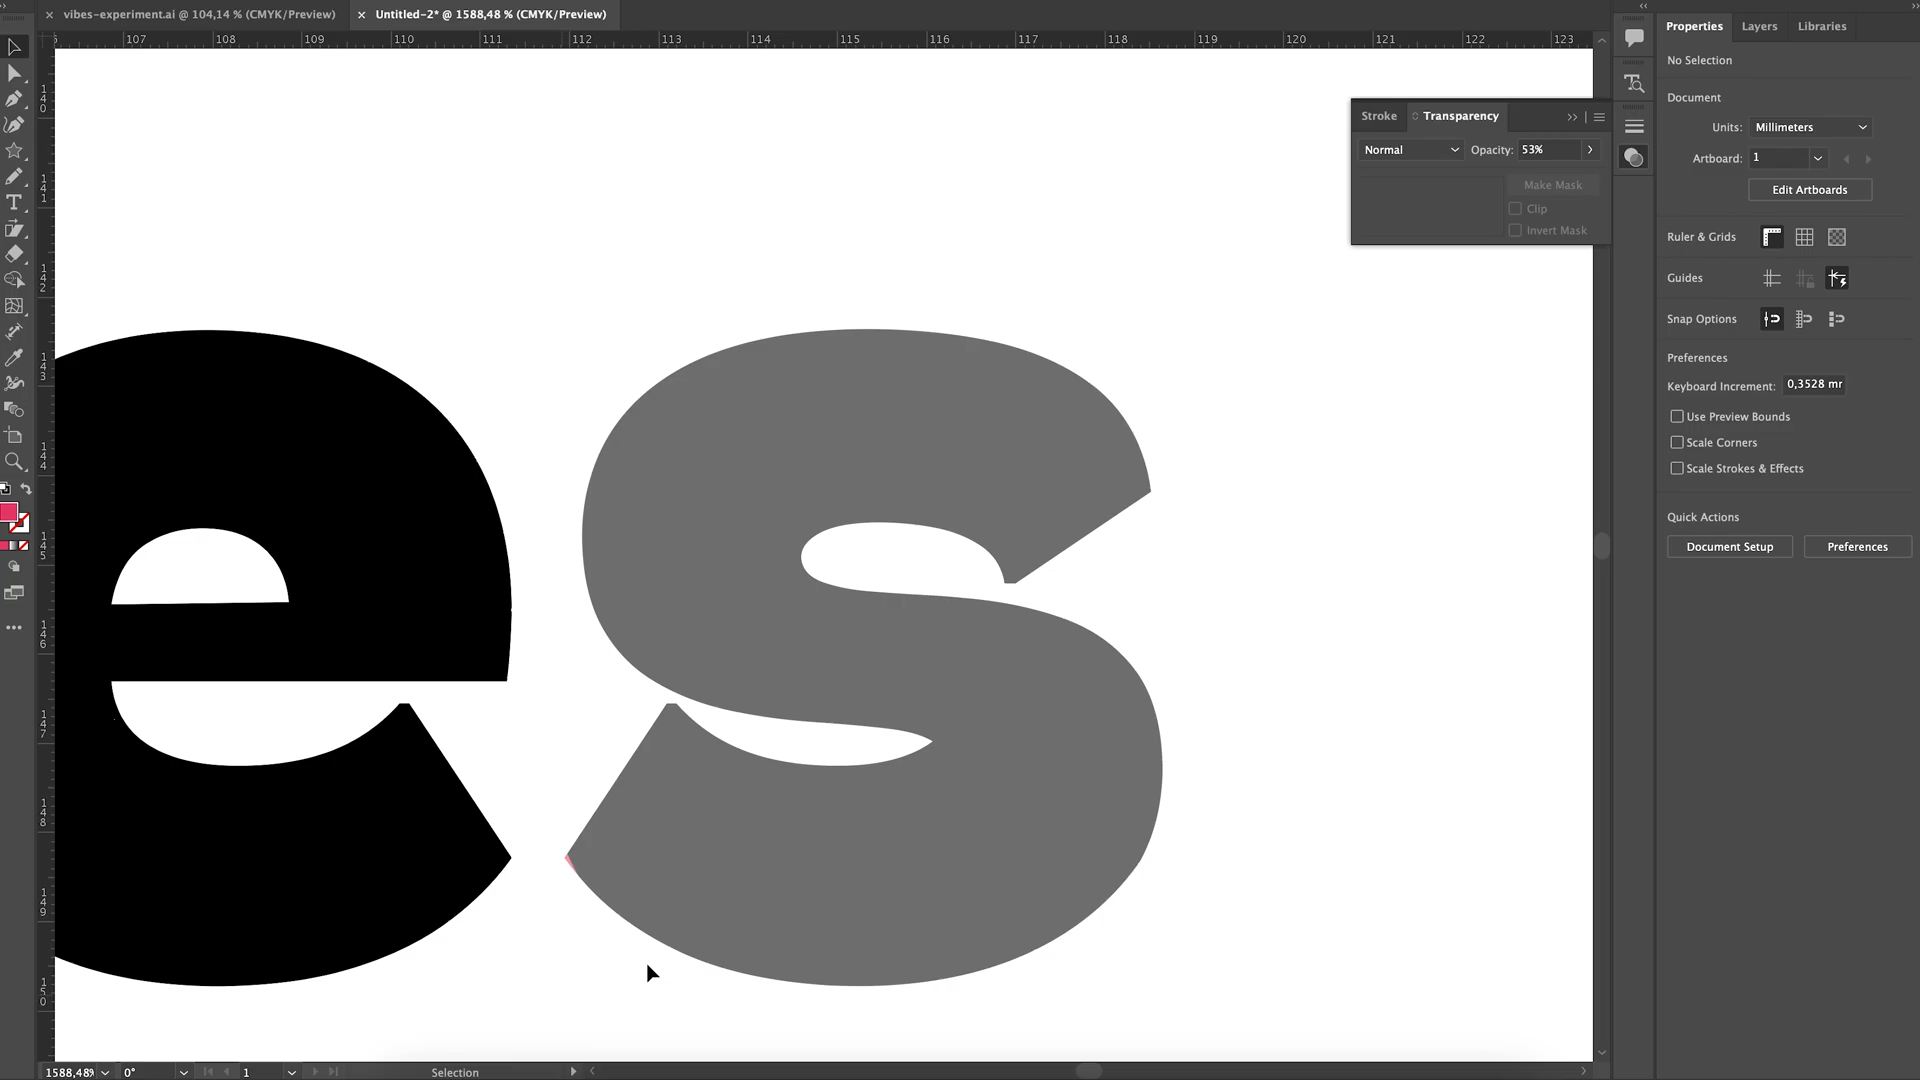 vibes-experiment.ai @ 104,14 % (CMYK/Preview)
Untitled-2* @ 1588,48 % (CMYK/Preview)
Properties
Layers
Libraries
107 108 109 110 111 112 113 114 115 116 117 118 119 120 121 122 123
140
141
142
143
144
145
146
147
148
149
150
No Selection
Document
Units: Millimeters
Artboard: 1
Edit Artboards
Stroke
Transparency
Normal
Opacity: 53%
Make Mask
Clip
Invert Mask
Ruler & Grids
Guides
Snap Options
Preferences
Keyboard Increment: 0,3528 mr
Use Preview Bounds
Scale Corners
Scale Strokes & Effects
Quick Actions
Document Setup
Preferences
es
1588,48%
0°
1
Selection